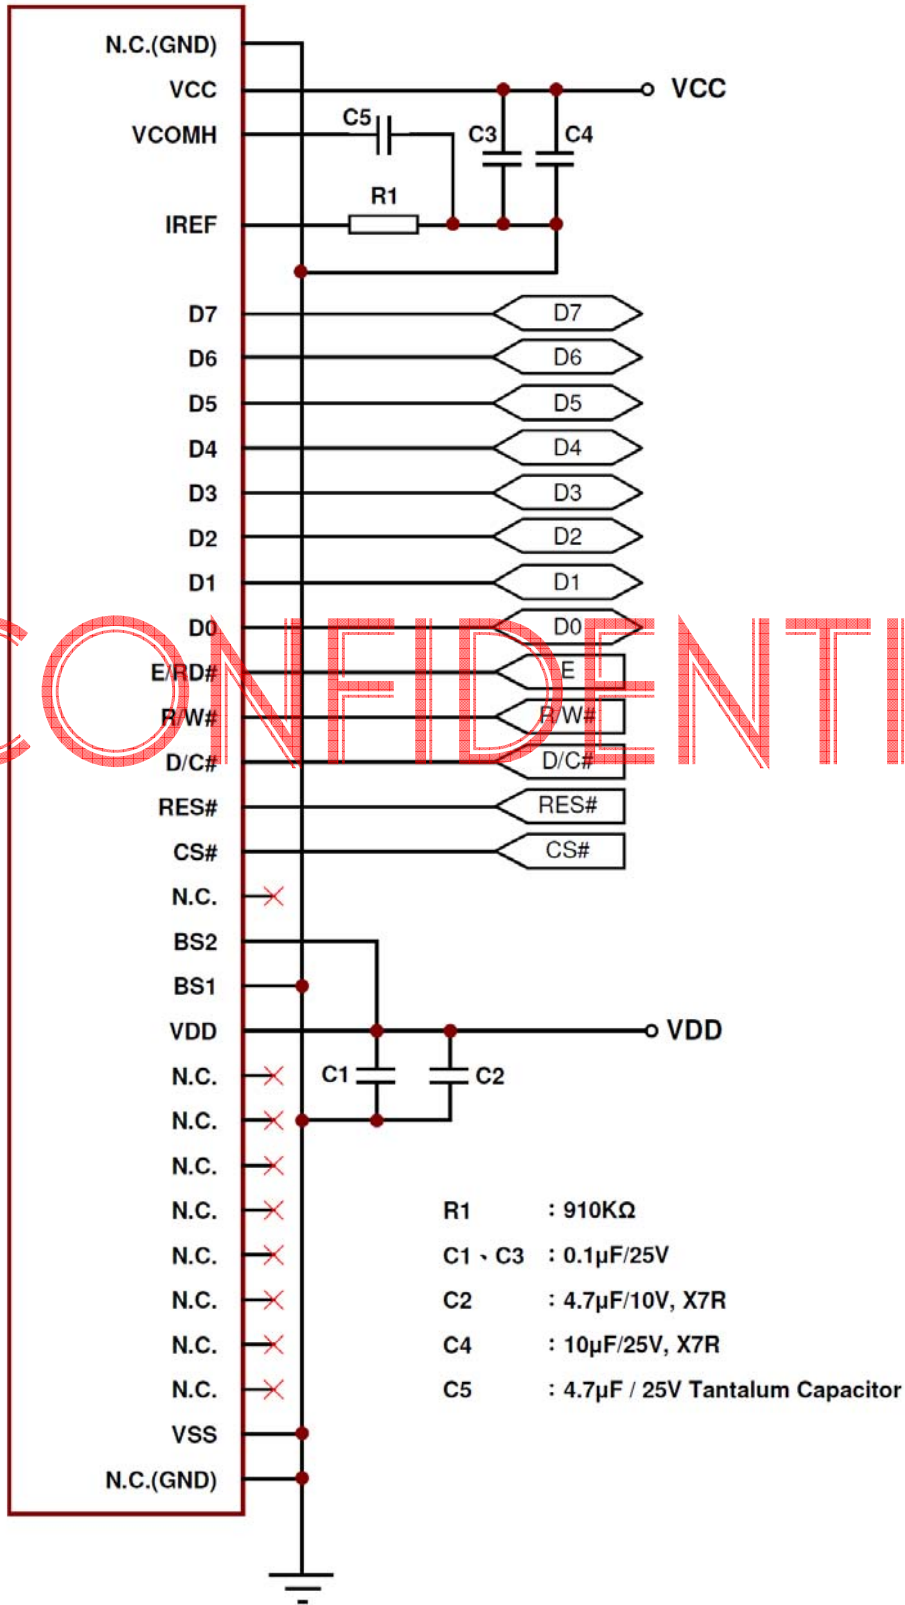 N.C.(GND)
VCC
VCC
VCOMH
C5
C3
C4
R1
IREF
D7
D7
D6
D6
D5
D5
D4
D4
D3
D3
D2
D2
D1
D1
D0
D0
CONFIDENTI
E/RD#
E
R/W#
R/W#
D/C#
D/C#
RES#
RES#
CS#
CS#
N.C.
BS2
BS1
VDD
VDD
N.C.
C1
C2
N.C.
N.C.
N.C.
N.C.
N.C.
N.C.
N.C.
VSS
N.C.(GND)
R1 : 910KΩ
C1、C3 : 0.1µF/25V
C2 : 4.7µF/10V, X7R
C4 : 10µF/25V, X7R
C5 : 4.7µF / 25V Tantalum Capacitor